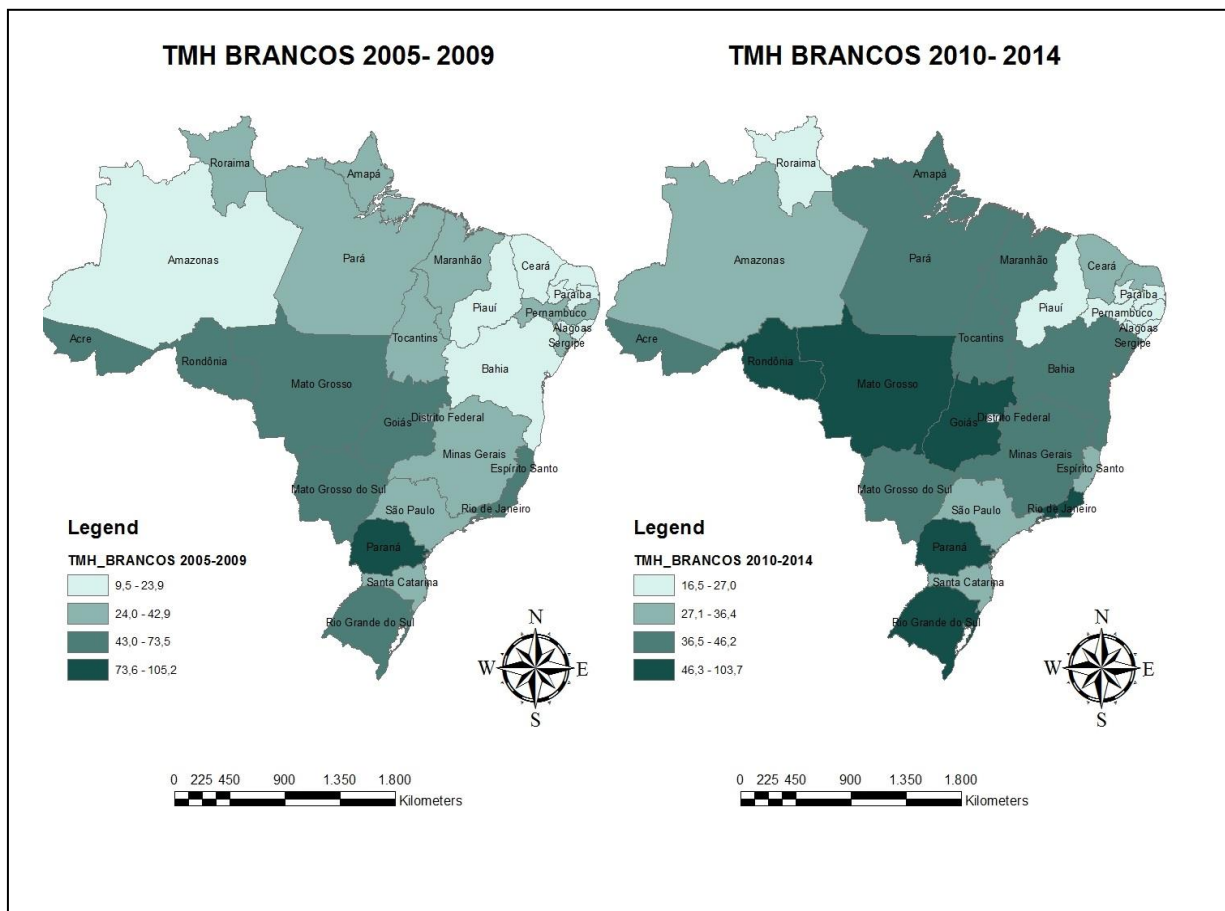 TMH BRANCOS 2005- 2009
Roraima
Amapá
Amazonas
Pará
Maranhão
Ceará
Piauí
Paraíba
Pernambuco
Alagoas
Sergipe
Acre
Rondônia
Tocantins
Bahia
Mato Grosso
Goiás
Distrito Federal
Minas Gerais
Espírito Santo
Mato Grosso do Sul
São Paulo
Rio de Janeiro
Paraná
Santa Catarina
Rio Grande do Sul
Legend
TMH_BRANCOS 2005-2009
9,5 - 23,9
24,0 - 42,9
43,0 - 73,5
73,6 - 105,2
N
W E
S
0 225 450 900 1.350 1.800
Kilometers
TMH BRANCOS 2010- 2014
Roraima
Amapá
Amazonas
Pará
Maranhão
Ceará
Piauí
Paraíba
Pernambuco
Alagoas
Sergipe
Acre
Rondônia
Tocantins
Bahia
Mato Grosso
Goiás
Distrito Federal
Minas Gerais
Espírito Santo
Mato Grosso do Sul
São Paulo
Rio de Janeiro
Paraná
Santa Catarina
Rio Grande do Sul
Legend
TMH_BRANCOS 2010-2014
16,5 - 27,0
27,1 - 36,4
36,5 - 46,2
46,3 - 103,7
N
W E
S
0 225 450 900 1.350 1.800
Kilometers